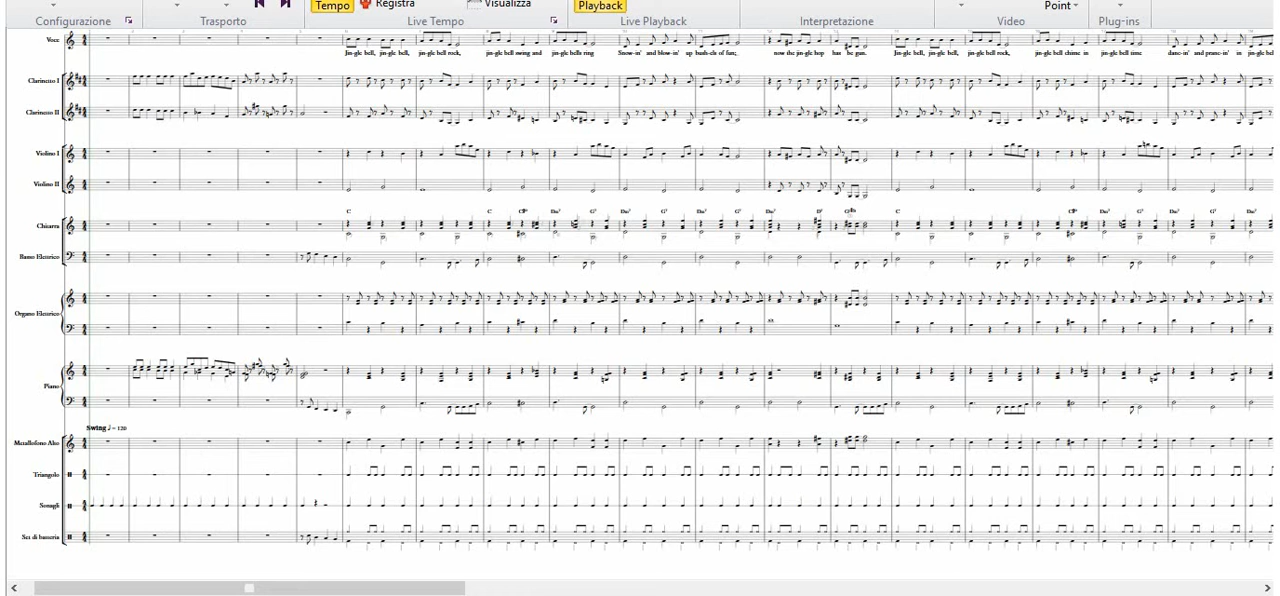 Tempo Registra Visualizza Playback Point
Configurazione Trasporto Live Tempo Live Playback Interpretazione Video Plug-ins
Voce
Jin-gle bell, jin-gle bell, jin-gle bell rock, jin-gle bell swing and jin-gle bells ring Snow-in' and blow-in' up bush-els of fun; now the jin-gle hop has be gun. Jin-gle bell, jin-gle bell, jin-gle bell rock, jin-gle bell chime in jin-gle bell time danc-in' and pranc-in' in jin-gle bel
Clarinetto I
Clarinetto II
Violino I
Violino II
C C G⁷ C
Chitarra
Basso Elettrico
Organo Elettrico
Piano
Swing ♩ = 120
Metallofono Alto
Triangolo
Sonagli
Set di batteria